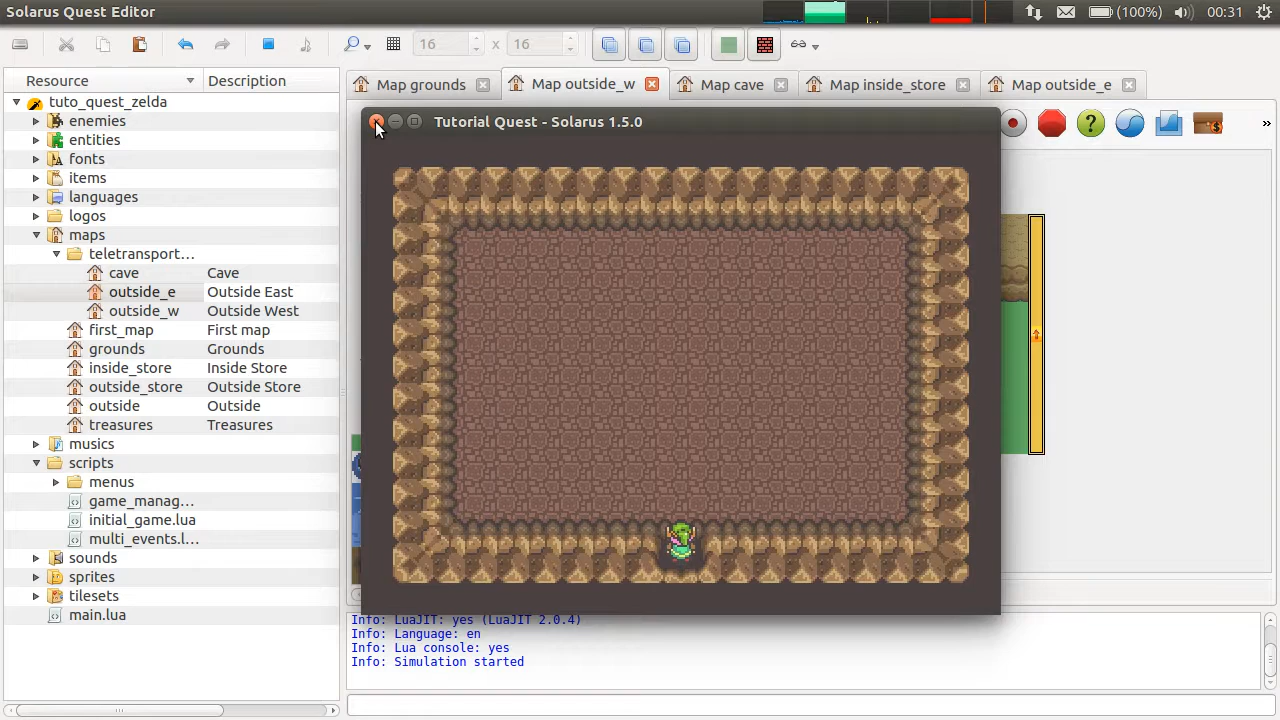 Solarus Quest Editor
(100%) 00:31
16 x 16
Resource Description
tuto_quest_zelda
enemies
entities
fonts
items
languages
logos
maps
teletransport...
cave Cave
outside_e Outside East
outside_w Outside West
first_map First map
grounds Grounds
inside_store Inside Store
outside_store Outside Store
outside Outside
treasures Treasures
musics
scripts
menus
game_manag...
initial_game.lua
multi_events.l...
sounds
sprites
tilesets
main.lua
Map grounds Map outside_w Map cave Map inside_store Map outside_e
Tutorial Quest - Solarus 1.5.0
»
Info: LuaJIT: yes (LuaJIT 2.0.4)
Info: Language: en
Info: Lua console: yes
Info: Simulation started